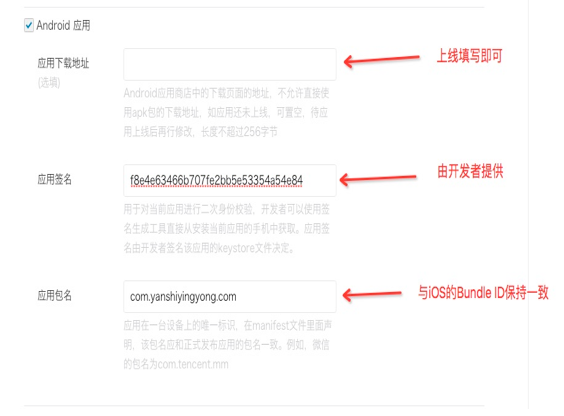 Android 应用
应用下载地址
(选填)
上线填写即可
Android应用商店中的下载页面的地址，不允许直接使
用apk包的下载地址，如应用还未上线，可置空，待应
用上线后再行修改，长度不超过256字节
应用签名
f8e4e63466b707fe2bb5e53354a54e84
由开发者提供
用于对当前应用进行二次身份校验，开发者可以使用签
名生成工具直接从安装当前应用的手机中获取。应用签
名由开发者签名该应用的keystore文件决定。
应用包名
com.yanshiyingyong.com
与iOS的Bundle ID保持一致
应用在一台设备上的唯一标识，在manifest文件里面声
明，该包名应和正式发布应用的包名一致。例如，微信
的包名为com.tencent.mm